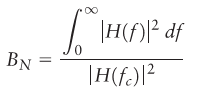 B_N = \frac{\int_0^\infty |H(f)|^2 \, df}{|H(f_c)|^2}